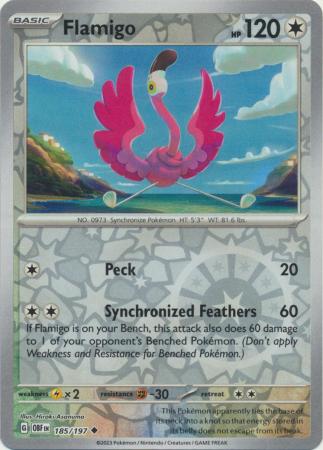 BASIC
Flamigo
HP 120
NO. 0973 Synchronize Pokémon HT: 5'3" WT: 81.6 lbs.
Peck 20
Synchronized Feathers 60
If Flamigo is on your Bench, this attack also does 60 damage
to 1 of your opponent's Benched Pokémon. (Don't apply
Weakness and Resistance for Benched Pokémon.)
weakness ×2 resistance -30 retreat
Illus. Hiroki Asanuma
G OBF EN 185/197
This Pokémon apparently ties the base of
its neck into a knot so that the energy stored
in its belly does not escape from its beak.
©2023 Pokémon / Nintendo / Creatures / GAME FREAK